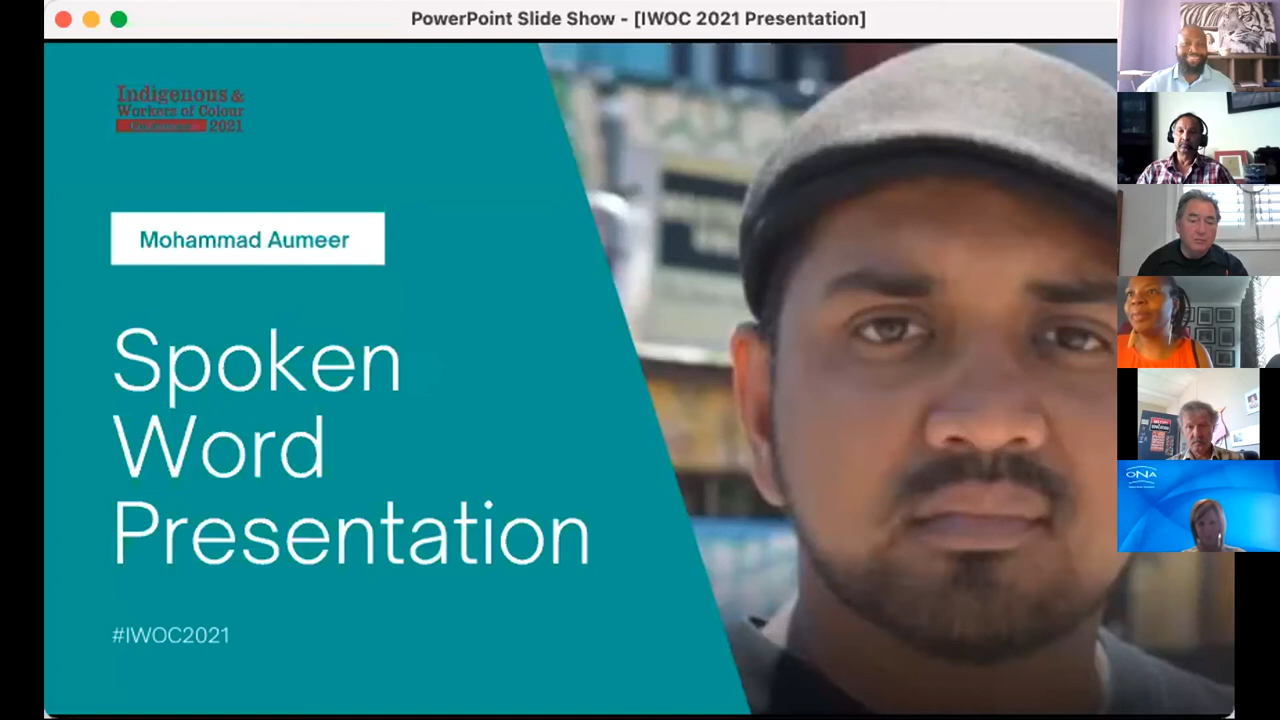 PowerPoint Slide Show - [IWOC 2021 Presentation]
Indigenous &
Workers of Colour
2021
Mohammad Aumeer
Spoken
Word
Presentation
#IWOC2021
ONA